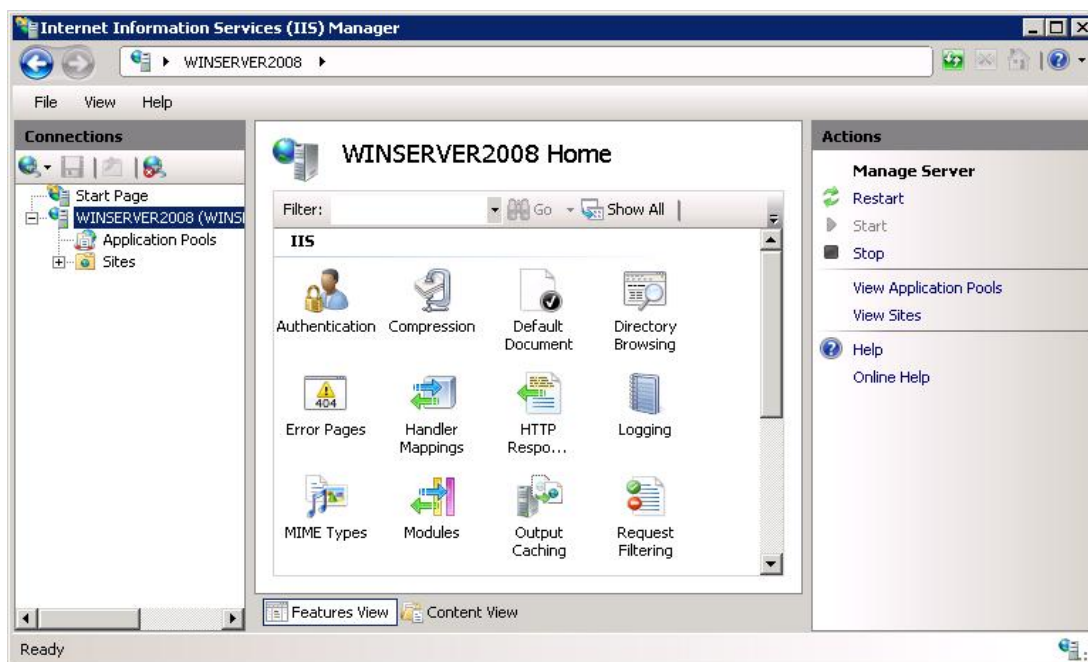 Internet Information Services (IIS) Manager
WINSERVER2008
File View Help
Connections
Start Page
WINSERVER2008 (WINS
Application Pools
Sites
WINSERVER2008 Home
Filter: Go Show All
IIS
Authentication Compression Default Document Directory Browsing
Error Pages Handler Mappings HTTP Respo... Logging
404
MIME Types Modules Output Caching Request Filtering
Features View Content View
Actions
Manage Server
Restart
Start
Stop
View Application Pools
View Sites
Help
Online Help
Ready